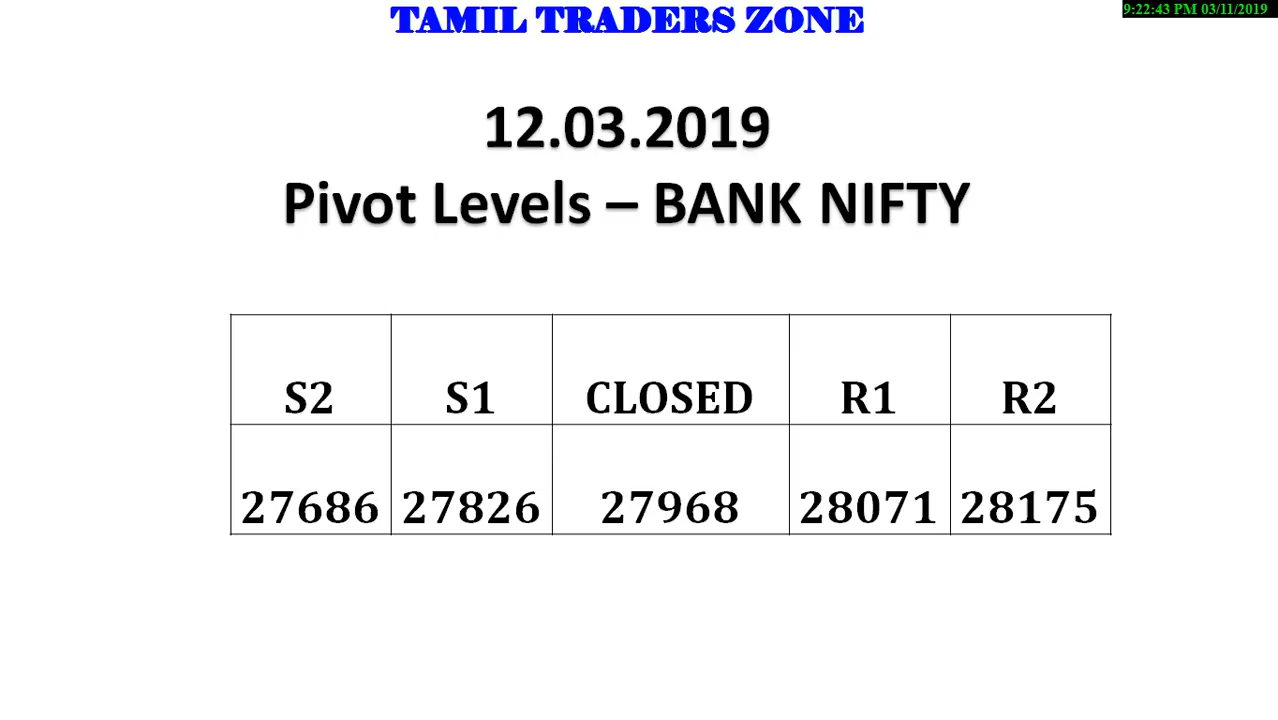 TAMIL TRADERS ZONE
9:22:43 PM 03/11/2019
12.03.2019
Pivot Levels – BANK NIFTY
S2 S1 CLOSED R1 R2
27686 27826 27968 28071 28175